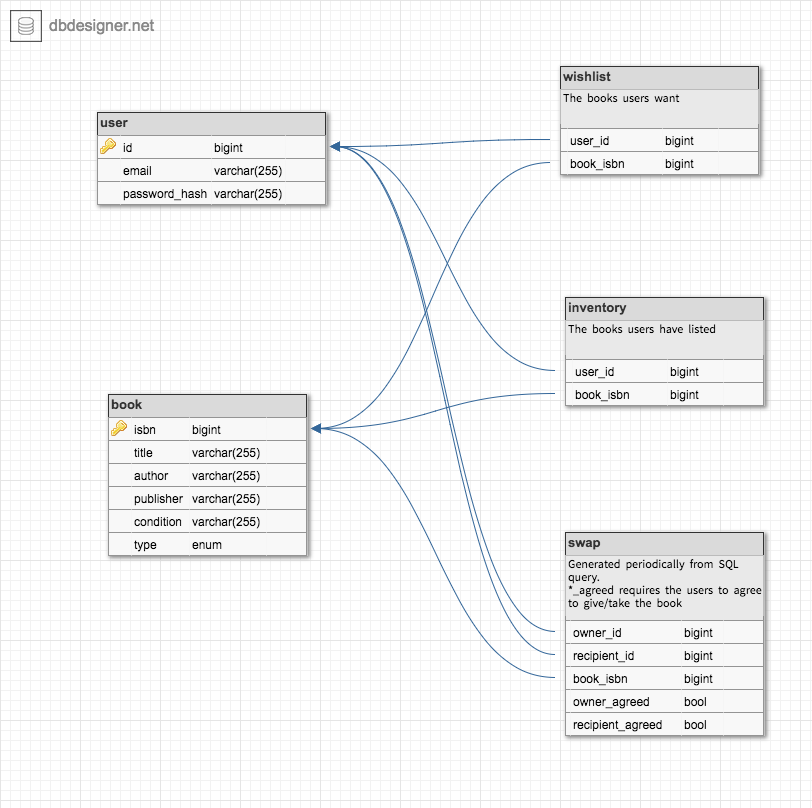 dbdesigner.net
user
id bigint
email varchar(255)
password_hash varchar(255)
book
isbn bigint
title varchar(255)
author varchar(255)
publisher varchar(255)
condition varchar(255)
type enum
wishlist
The books users want
user_id bigint
book_isbn bigint
inventory
The books users have listed
user_id bigint
book_isbn bigint
swap
Generated periodically from SQL
query.
*_agreed requires the users to agree
to give/take the book
owner_id bigint
recipient_id bigint
book_isbn bigint
owner_agreed bool
recipient_agreed bool